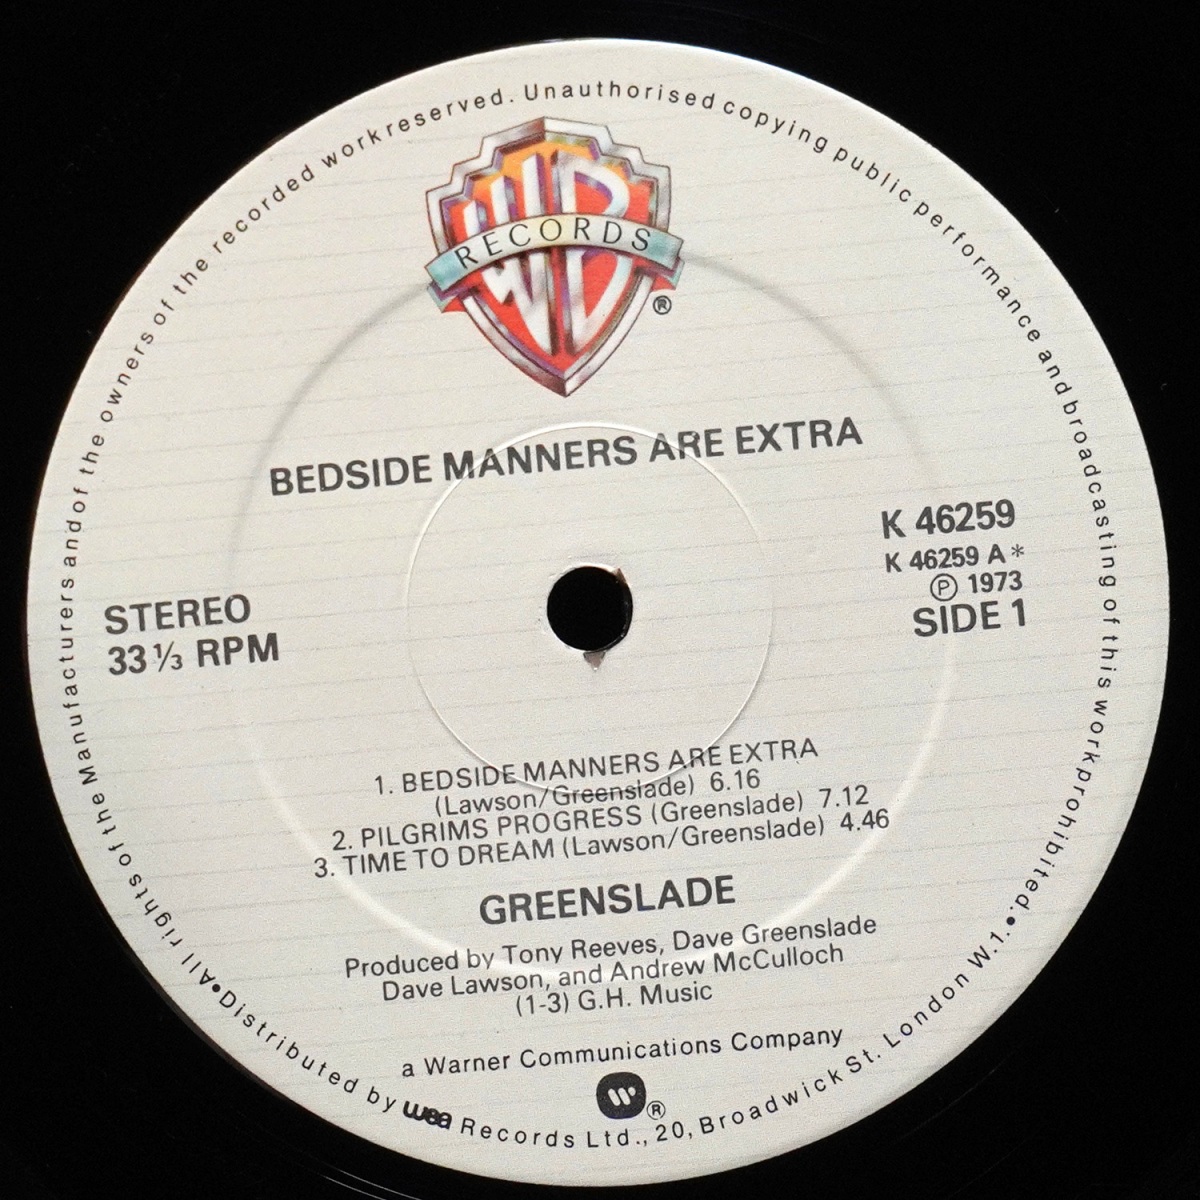 All rights of the Manufacturers and of the owners of the recorded work reserved. Unauthorised copying public performance and broadcasting of this work prohibited.
WB
RECORDS
®
BEDSIDE MANNERS ARE EXTRA
K 46259
K 46259 A*
Ⓟ 1973
SIDE 1
STEREO
33⅓ RPM
1. BEDSIDE MANNERS ARE EXTRA
(Lawson/Greenslade) 6.16
2. PILGRIMS PROGRESS (Greenslade) 7.12
3. TIME TO DREAM (Lawson/Greenslade) 4.46
GREENSLADE
Produced by Tony Reeves, Dave Greenslade
Dave Lawson, and Andrew McCulloch
(1-3) G.H. Music
a Warner Communications Company
W ®
•Distributed by wea Records Ltd., 20, Broadwick St. London W.1.•